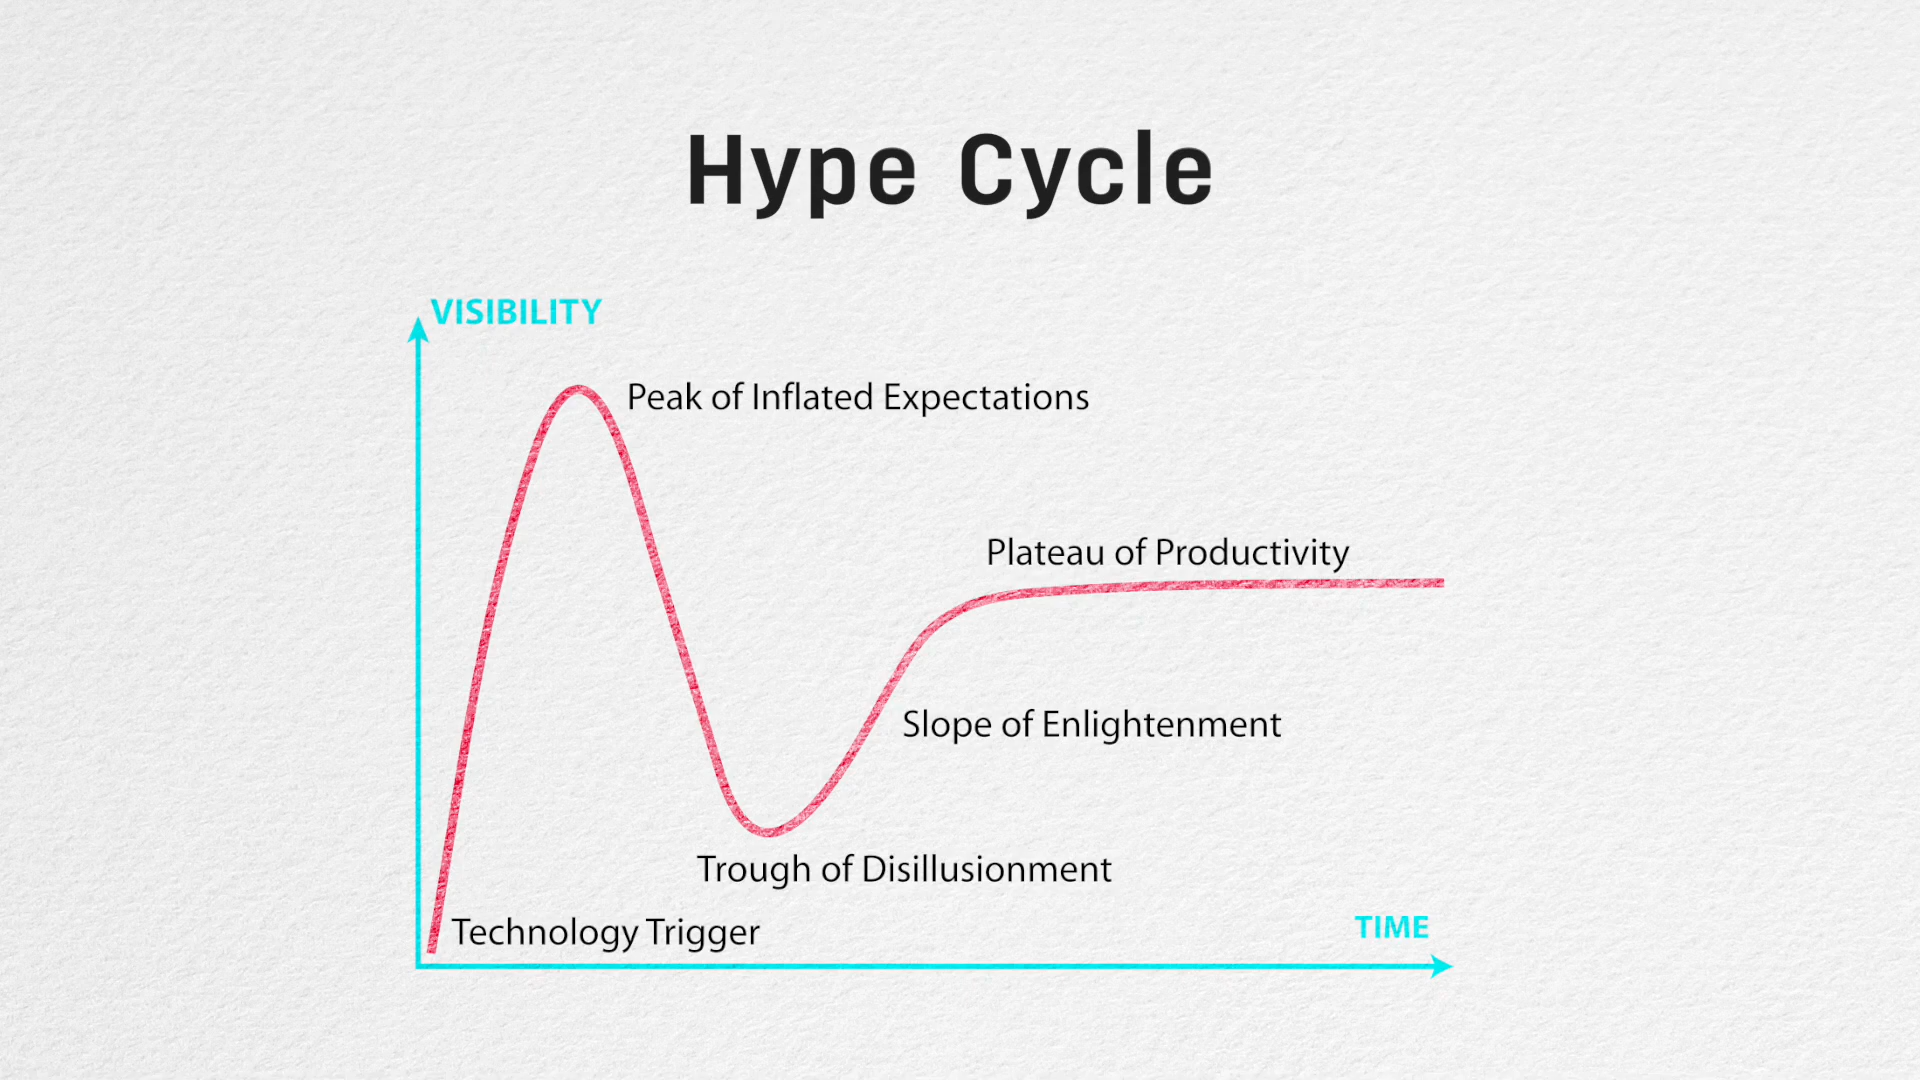 Hype Cycle
VISIBILITY
Peak of Inflated Expectations
Plateau of Productivity
Slope of Enlightenment
Trough of Disillusionment
Technology Trigger
TIME